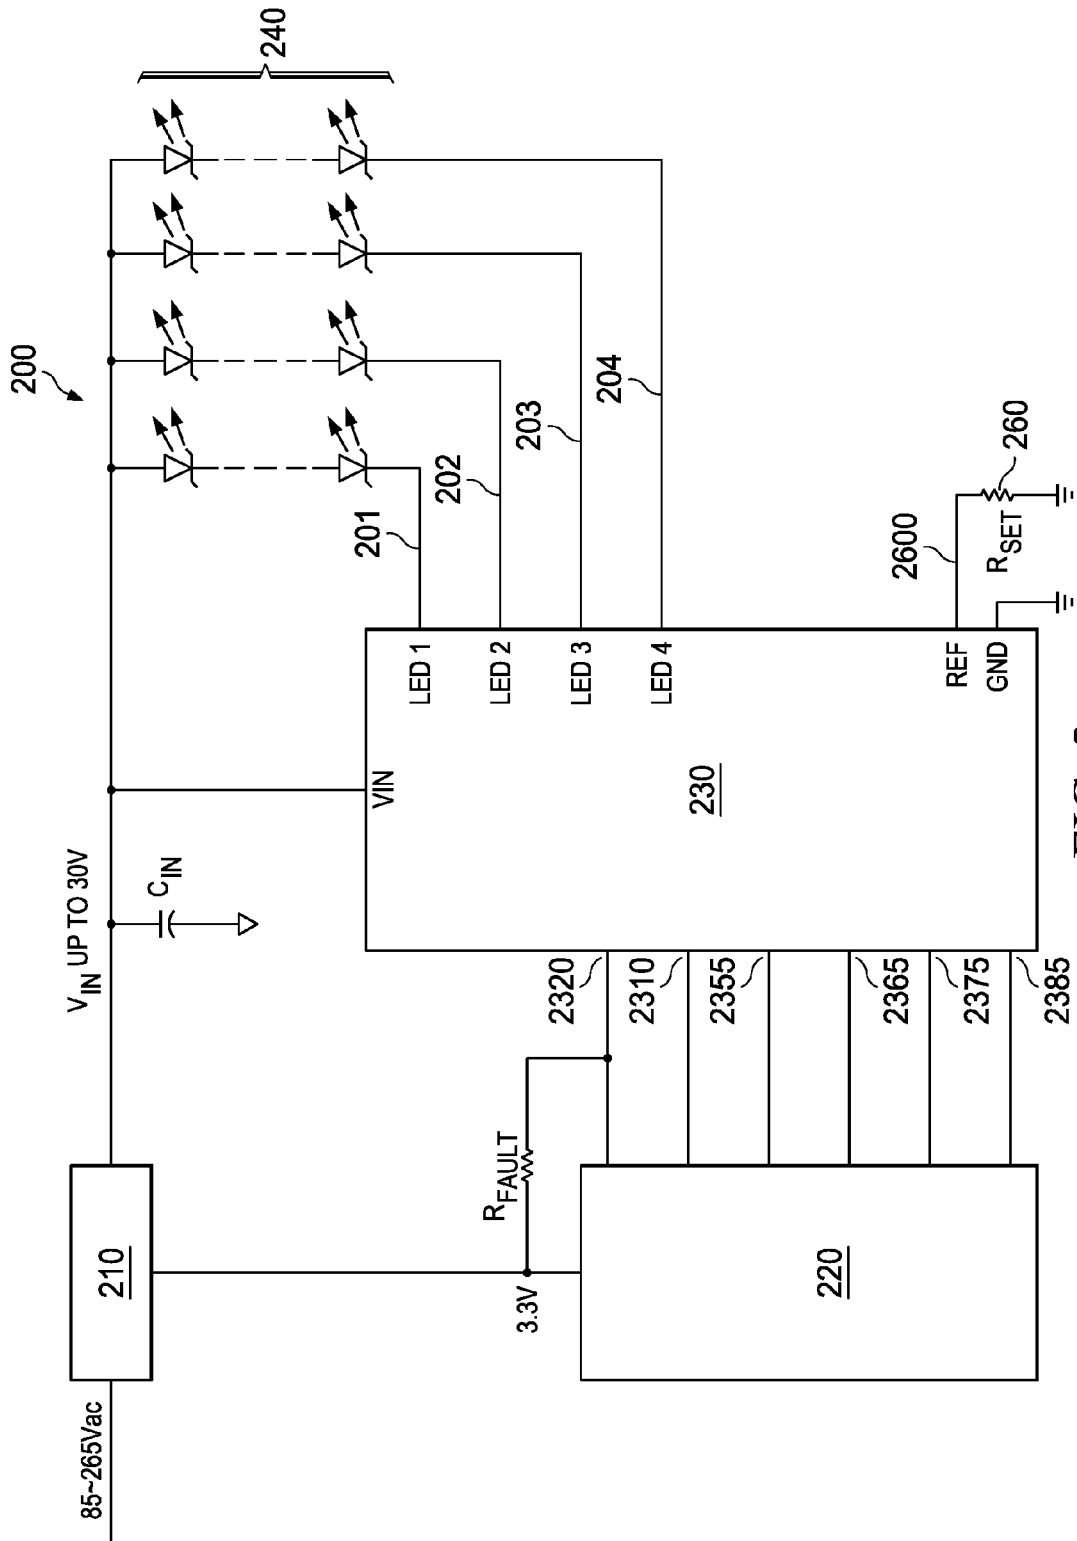 200
240
85~265Vac
210
V_IN UP TO 30V
C_IN
VIN
3.3V
R_FAULT
220
2320
2310
2355
2365
2375
2385
230
LED 1
LED 2
LED 3
LED 4
REF
GND
201
202
203
204
2600
R_SET
260